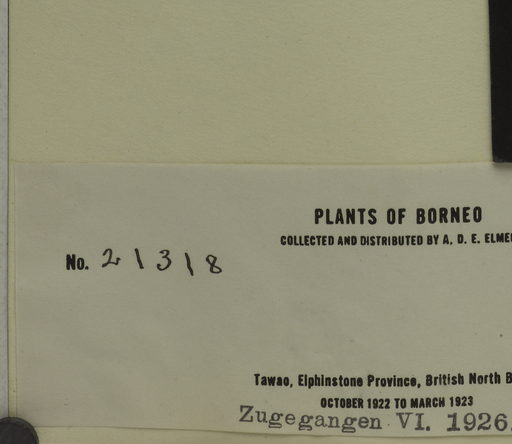 PLANTS OF BORNEO
COLLECTED AND DISTRIBUTED BY A. D. E. ELMER
No. 21318
Tawao, Elphinstone Province, British North B
OCTOBER 1922 TO MARCH 1923
Zugegangen VI. 1926.